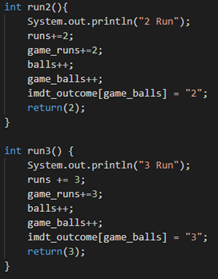 int run2(){
System.out.println("2 Run");
runs+=2;
game_runs+=2;
balls++;
game_balls++;
imdt_outcome[game_balls] = "2";
return(2);
}
int run3() {
System.out.println("3 Run");
runs += 3;
game_runs+=3;
balls++;
game_balls++;
imdt_outcome[game_balls] = "3";
return(3);
}